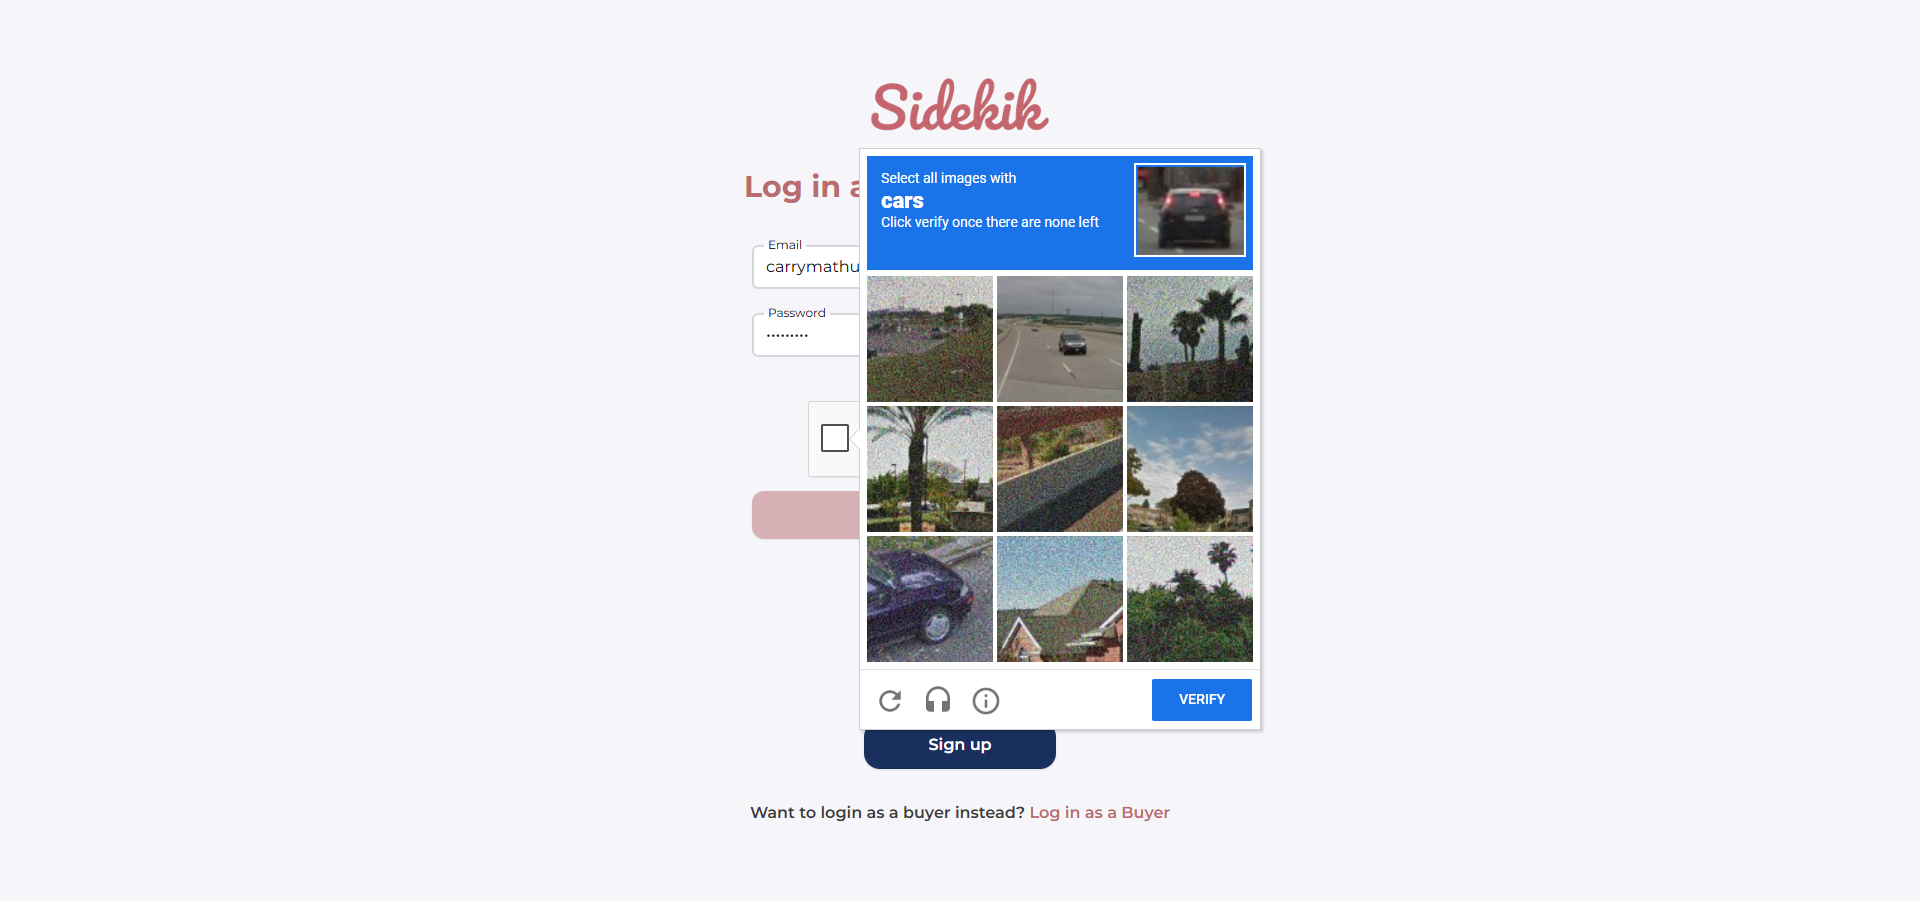 Sidekik
Log in a
Email
carrymathu
Password
Select all images with
cars
Click verify once there are none left
VERIFY
Sign up
Want to login as a buyer instead? Log in as a Buyer